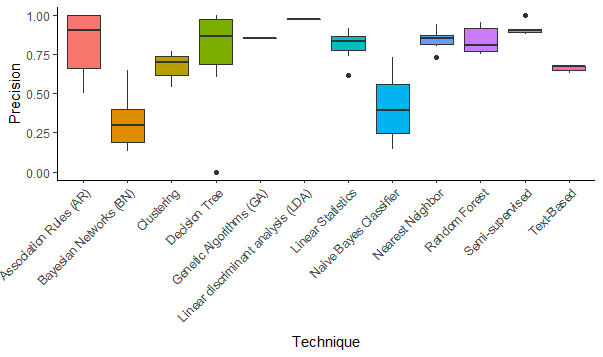 1.00
0.75
0.50
0.25
0.00
Precision
Association Rules (AR)
Bayesian Networks (BN)
Clustering
Decision Tree
Genetic Algorithms (GA)
Linear discriminant analysis (LDA)
Linear Statistics
Naive Bayes Classifier
Nearest Neighbor
Random Forest
Semi-supervised
Text-Based
Technique